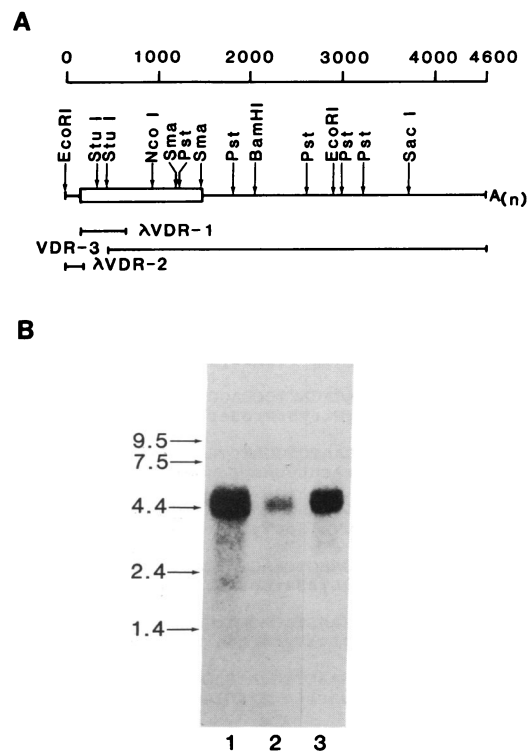 A
0 1000 2000 3000 4000 4600
EcoRI Stu I Stu I Nco I Sma Pst Sma Pst BamHI Pst EcoRI Pst Pst Sac I
A(n)
λVDR-1
VDR-3
λVDR-2
B
9.5
7.5
4.4
2.4
1.4
1 2 3